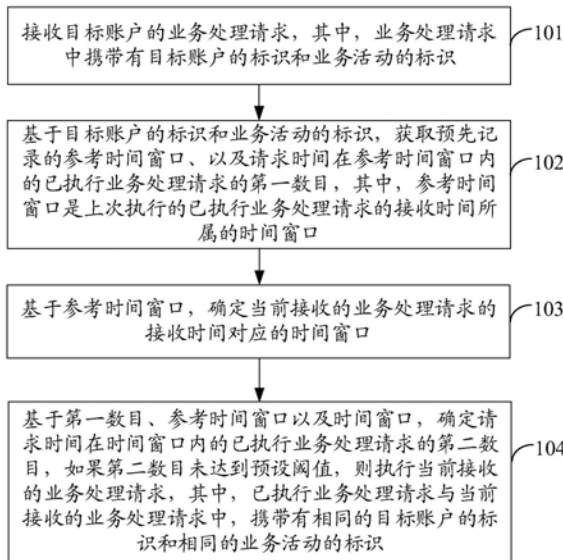 接收目标账户的业务处理请求，其中，业务请求
中携带有目标账户的标识和业务活动的标识
101
基于目标账户的标识和业务活动的标识，获取预先记
录的参考时间窗口、以及请求时间在参考时间窗口内
的已执行业务处理请求的第一数目，其中，参考时间
窗口是上次执行的已执行业务处理请求的接收时间所
属的时间窗口
102
基于参考时间窗口，确定当前接收的业务处理请求的
接收时间对应的时间窗口
103
基于第一数目、参考时间窗口以及时间窗口，确定请
求时间在时间窗口内的已执行业务处理请求的第二数
目，如果第二数目未达到预设阈值，则执行当前接收
的业务处理请求，其中，已执行业务处理请求与当前
接收的业务处理请求中，携带有相同的目标账户的标
识和相同的业务活动的标识
104